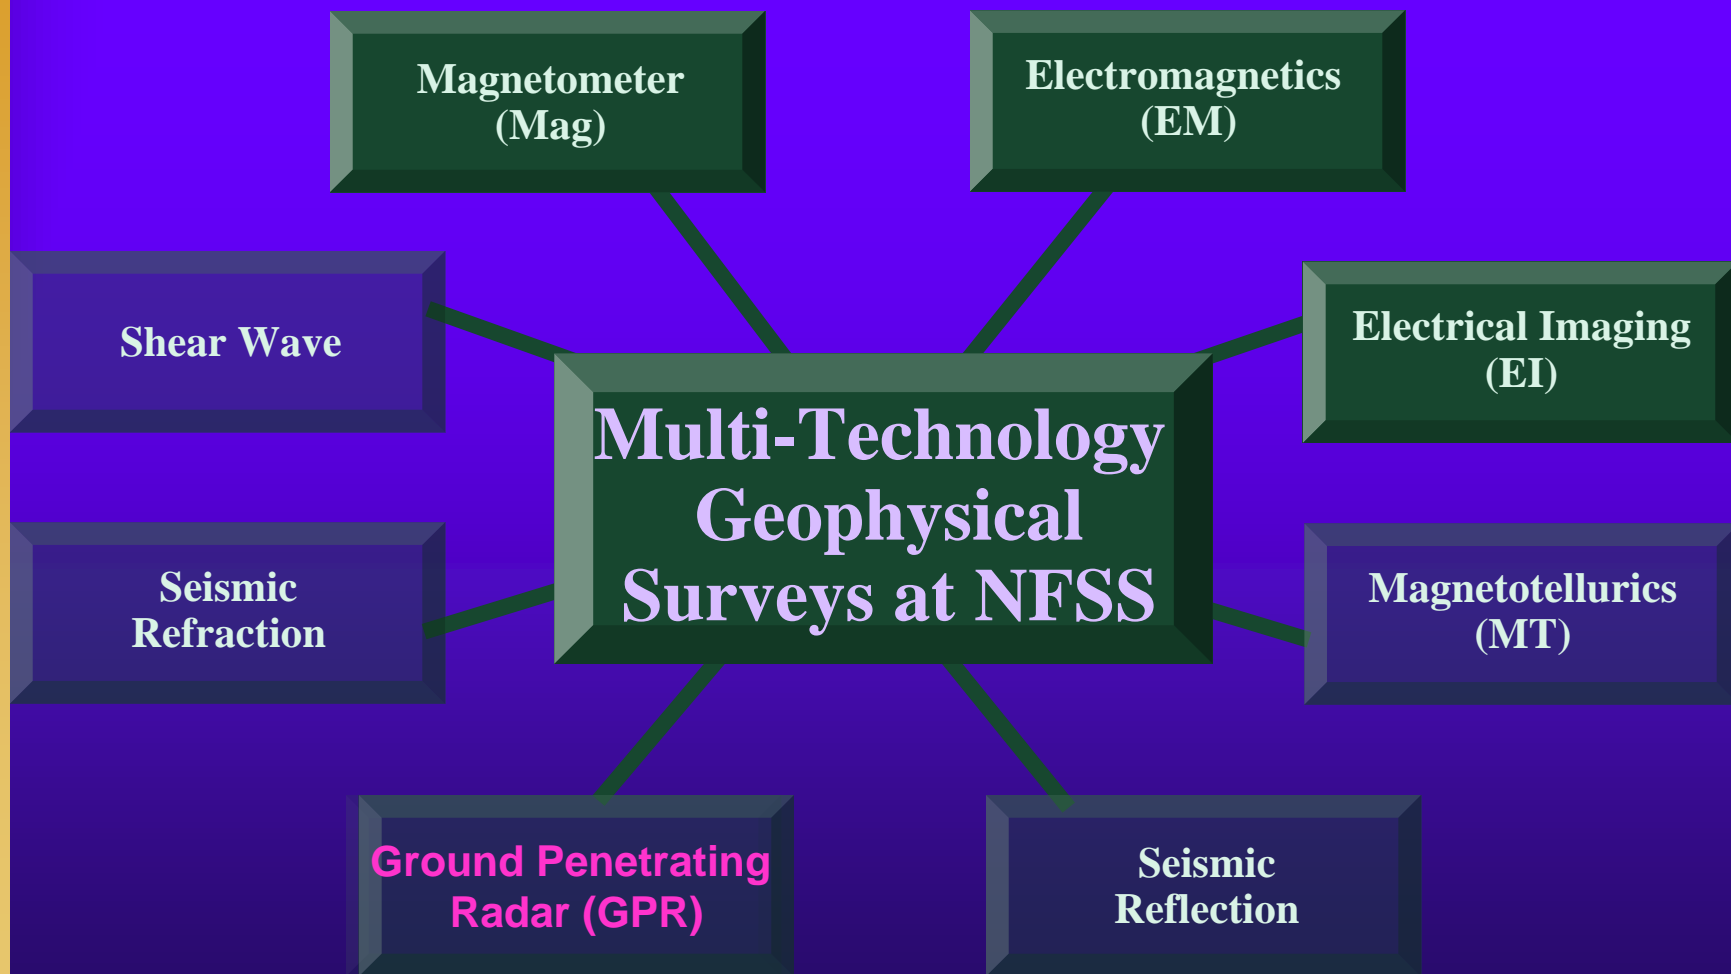 Magnetometer
(Mag)
Electromagnetics
(EM)
Shear Wave
Electrical Imaging
(EI)
Multi-Technology
Geophysical
Surveys at NFSS
Seismic
Refraction
Magnetotellurics
(MT)
Ground Penetrating
Radar (GPR)
Seismic
Reflection